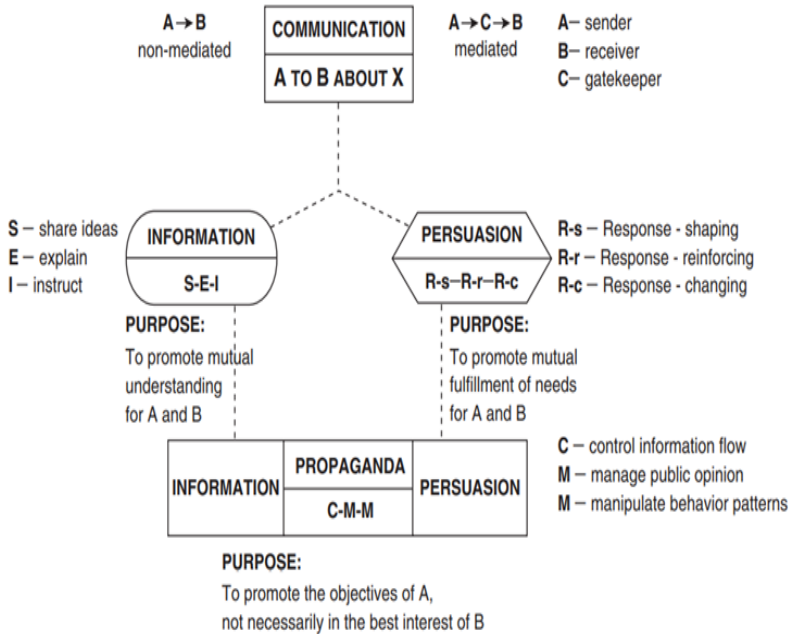 A→B
non-mediated
COMMUNICATION
A TO B ABOUT X
A→C→B
mediated
A– sender
B– receiver
C– gatekeeper
S – share ideas
E – explain
I – instruct
INFORMATION
S-E-I
PERSUASION
R-s–R-r–R-c
R-s – Response - shaping
R-r – Response - reinforcing
R-c – Response - changing
PURPOSE:
To promote mutual
understanding
for A and B
PURPOSE:
To promote mutual
fulfillment of needs
for A and B
INFORMATION
PROPAGANDA
C-M-M
PERSUASION
C – control information flow
M – manage public opinion
M – manipulate behavior patterns
PURPOSE:
To promote the objectives of A,
not necessarily in the best interest of B